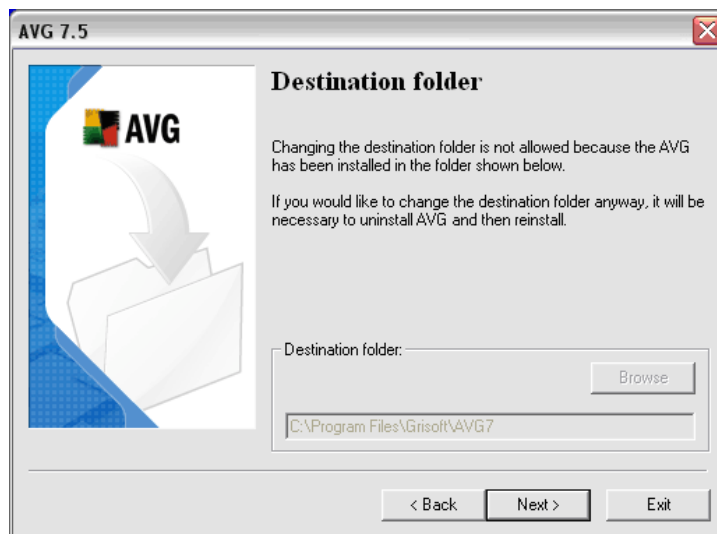 AVG 7.5
AVG
Destination folder
Changing the destination folder is not allowed because the AVG
has been installed in the folder shown below.
If you would like to change the destination folder anyway, it will be
necessary to uninstall AVG and then reinstall.
Destination folder:
Browse
C:\Program Files\Grisoft\AVG7
< Back
Next >
Exit